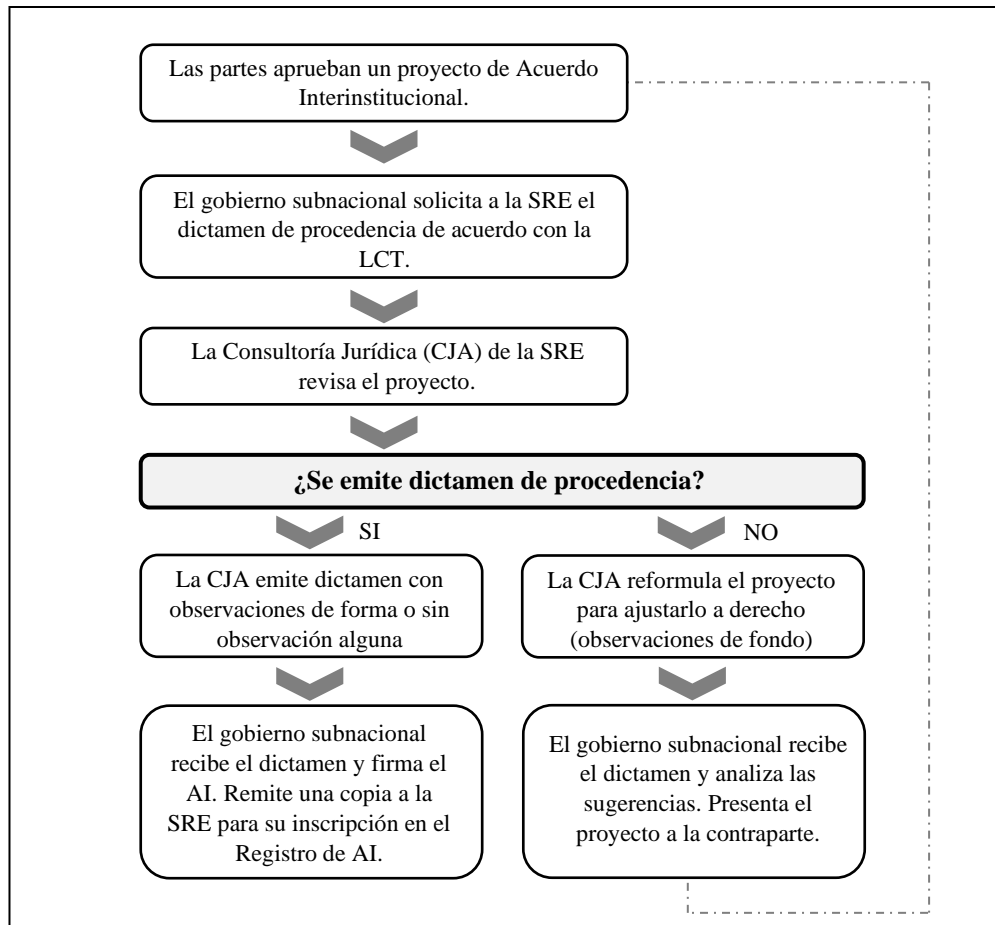 Las partes aprueban un proyecto de Acuerdo
Interinstitucional.
El gobierno subnacional solicita a la SRE el
dictamen de procedencia de acuerdo con la
LCT.
La Consultoría Jurídica (CJA) de la SRE
revisa el proyecto.
¿Se emite dictamen de procedencia?
SI
La CJA emite dictamen con
observaciones de forma o sin
observación alguna
El gobierno subnacional
recibe el dictamen y firma el
AI. Remite una copia a la
SRE para su inscripción en el
Registro de AI.
NO
La CJA reformula el proyecto
para ajustarlo a derecho
(observaciones de fondo)
El gobierno subnacional recibe
el dictamen y analiza las
sugerencias. Presenta el
proyecto a la contraparte.